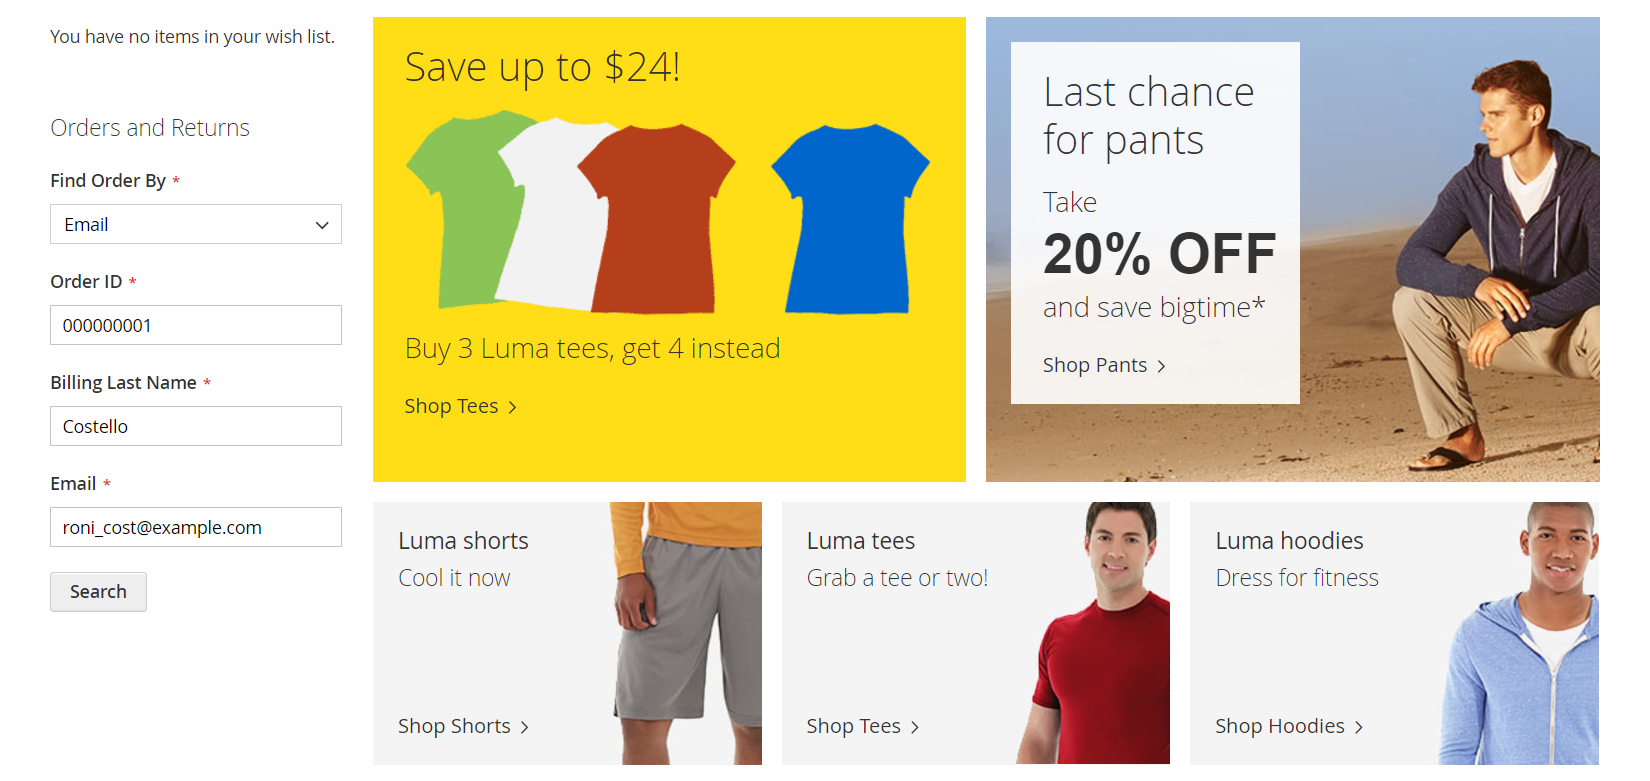 You have no items in your wish list.
Orders and Returns
Find Order By *
Email
Order ID *
000000001
Billing Last Name *
Costello
Email *
roni_cost@example.com
Search
Save up to $24!
Buy 3 Luma tees, get 4 instead
Shop Tees >
Last chance
for pants
Take
20% OFF
and save bigtime*
Shop Pants >
Luma shorts
Cool it now
Shop Shorts >
Luma tees
Grab a tee or two!
Shop Tees >
Luma hoodies
Dress for fitness
Shop Hoodies >